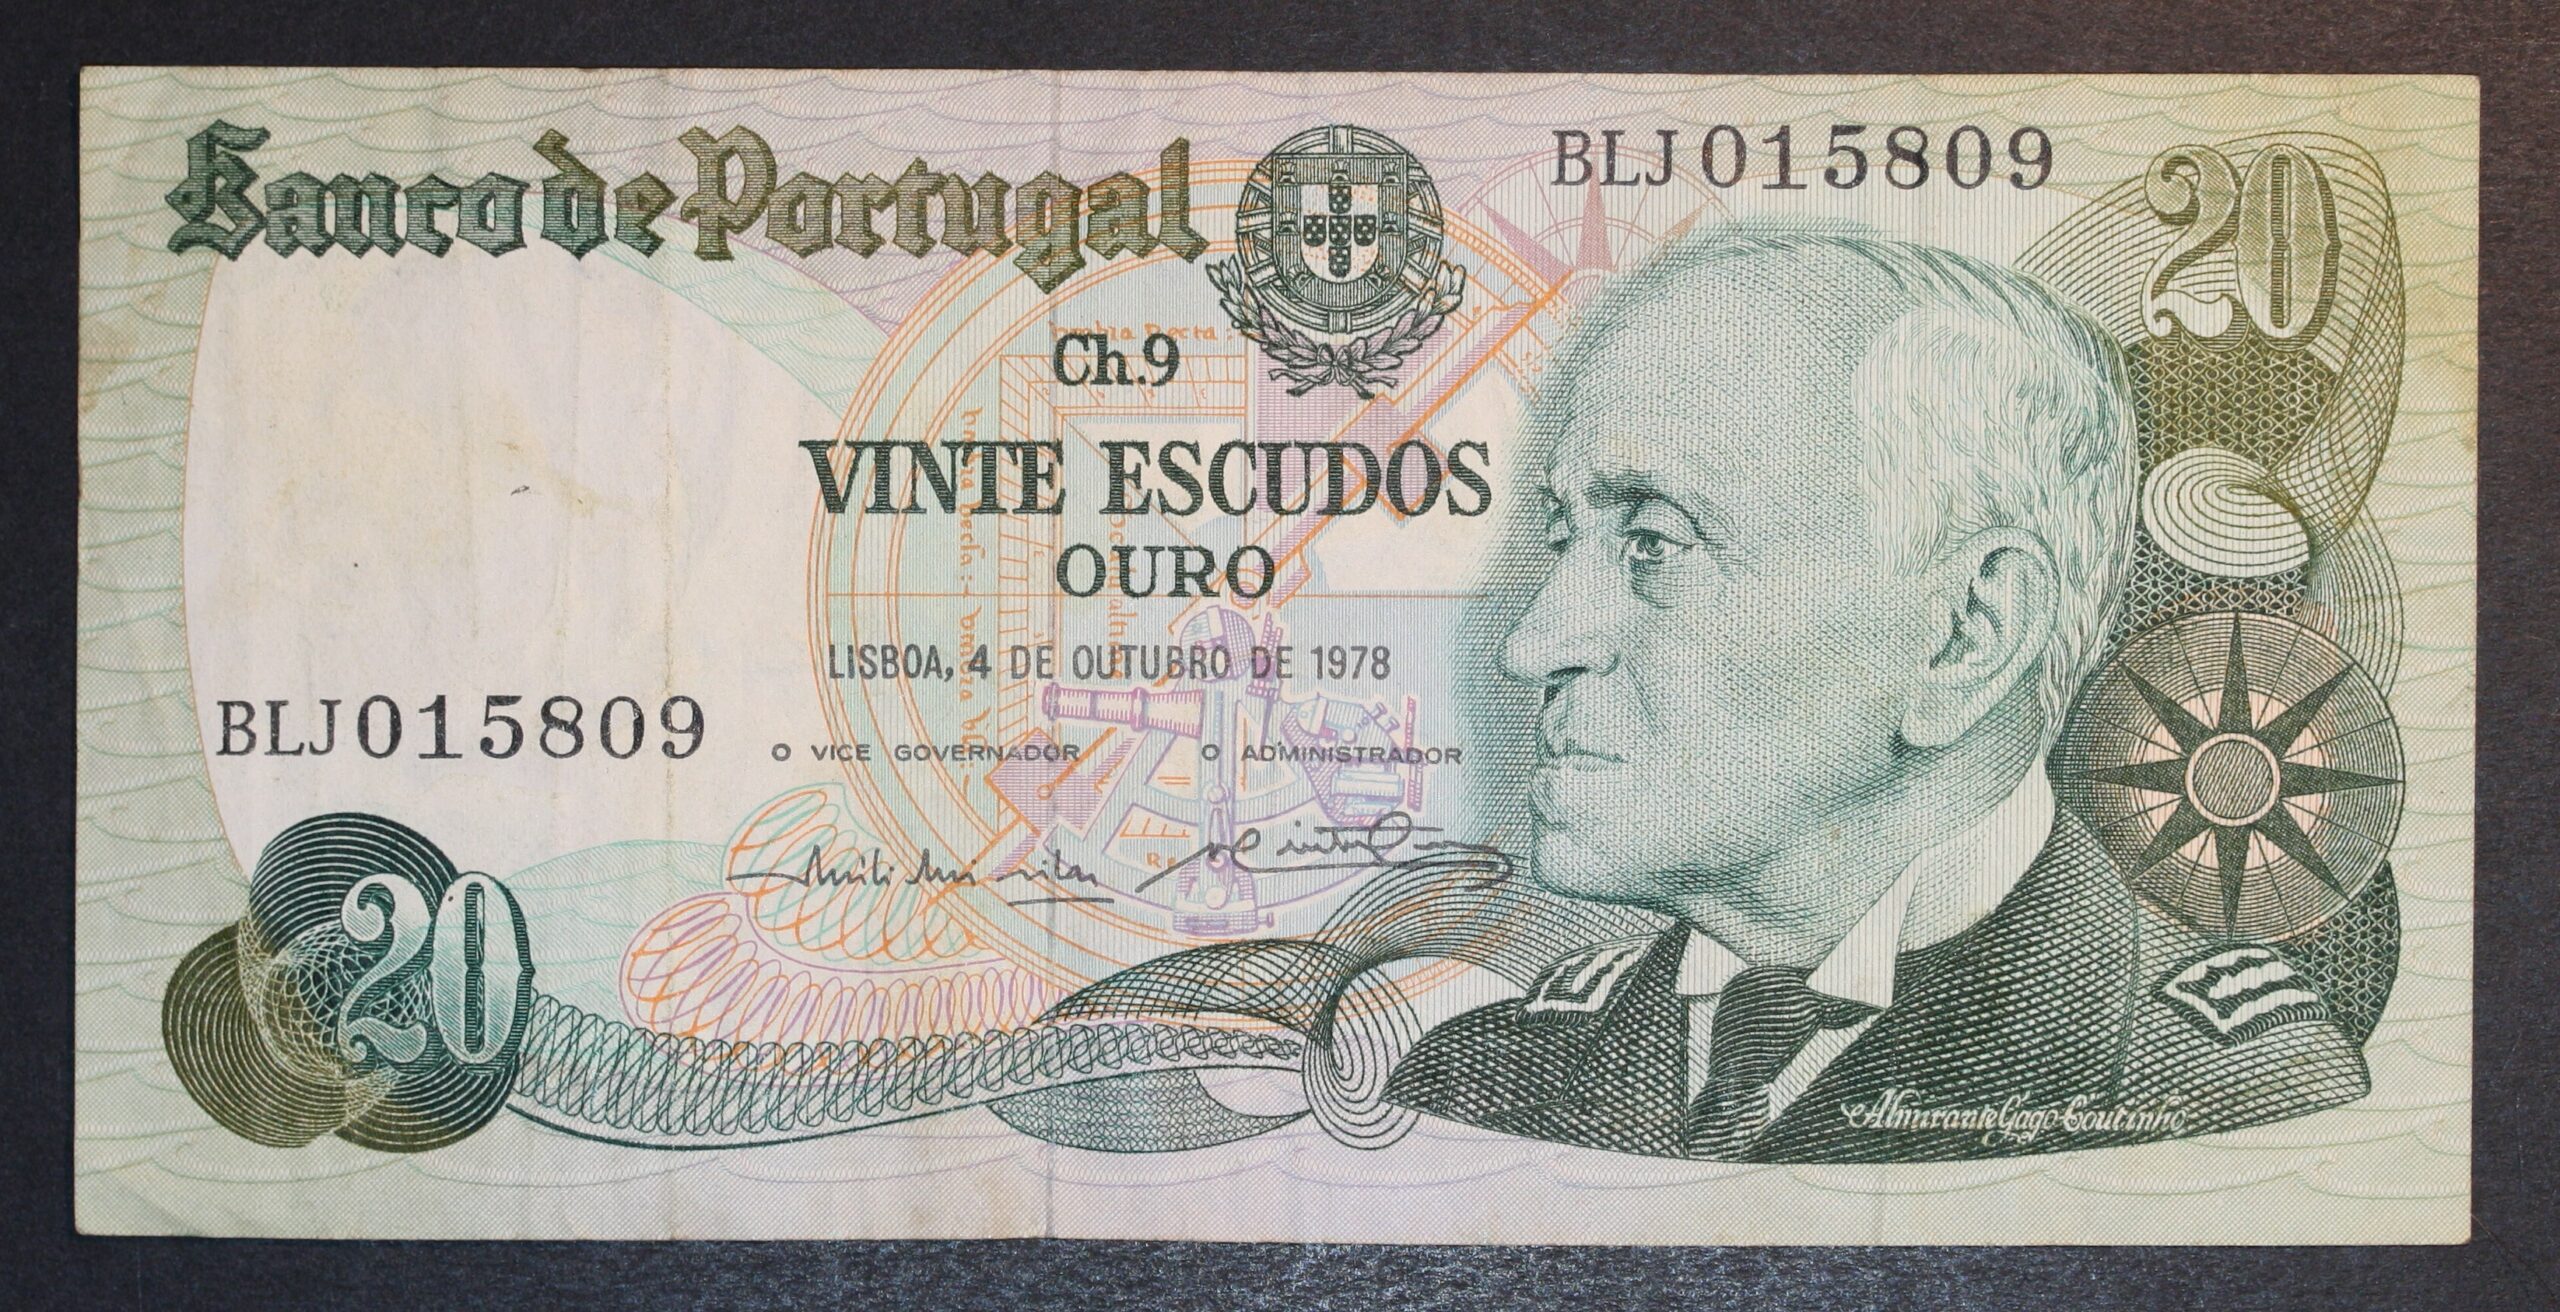 Banco de Portugal
BLJ015809
20
Ch.9
VINTE ESCUDOS
OURO
LISBOA, 4 DE OUTUBRO DE 1978
BLJ015809
O VICE GOVERNADOR
O ADMINISTRADOR
20
Almirante Gago Coutinho